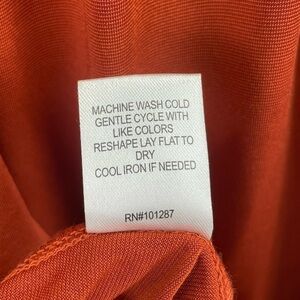 MACHINE WASH COLD
GENTLE CYCLE WITH
LIKE COLORS
RESHAPE LAY FLAT TO
DRY
COOL IRON IF NEEDED
RN#101287